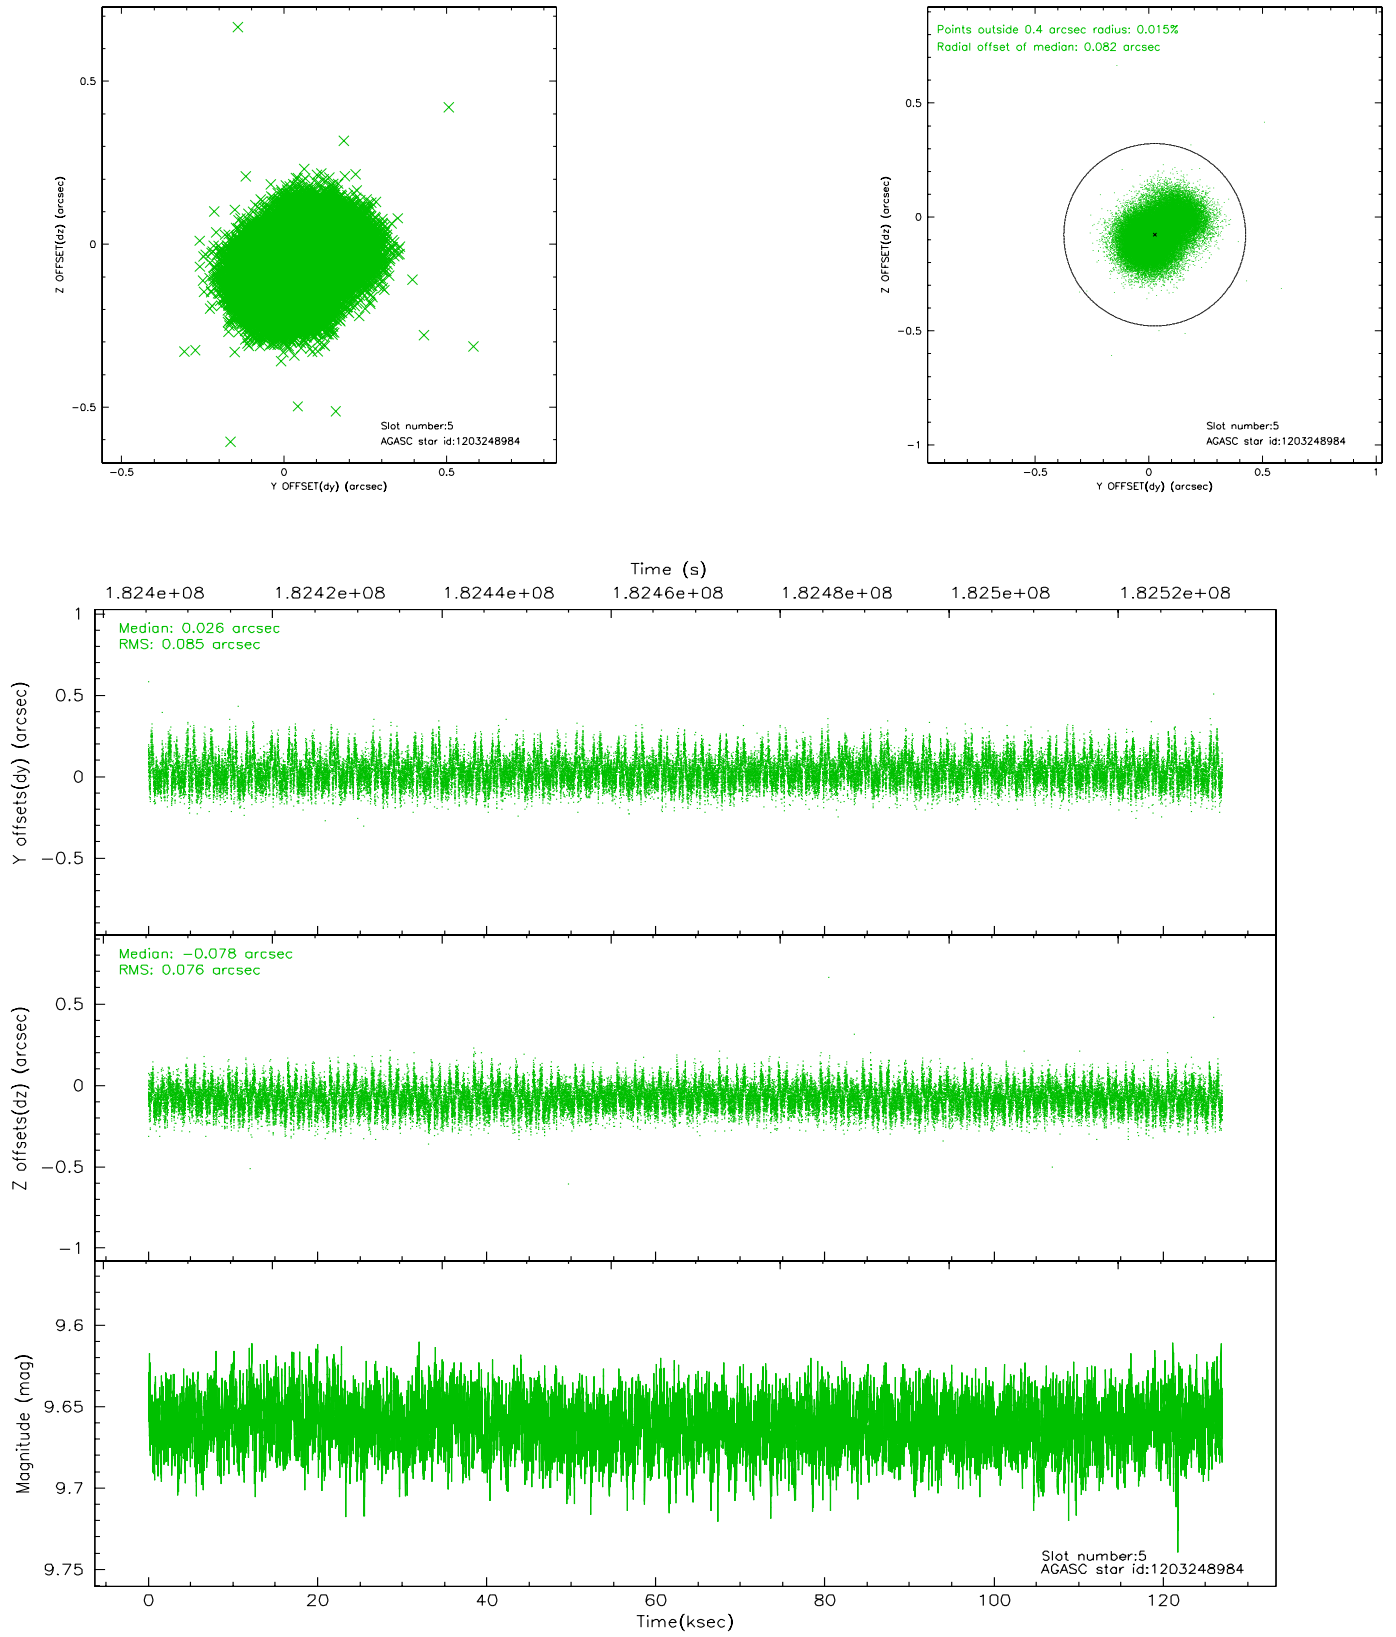 0.5
0
−0.5
Z OFFSET(dz) (arcsec)
Slot number:5
AGASC star id:1203248984
−0.5 0 0.5
Y OFFSET(dy) (arcsec)
Points outside 0.4 arcsec radius: 0.015%
Radial offset of median: 0.082 arcsec
0.5
0
−0.5
−1
Z OFFSET(dz) (arcsec)
Slot number:5
AGASC star id:1203248984
−0.5 0 0.5 1
Y OFFSET(dy) (arcsec)
Time (s)
1.824e+08 1.8242e+08 1.8244e+08 1.8246e+08 1.8248e+08 1.825e+08 1.8252e+08
Median: 0.026 arcsec
RMS: 0.085 arcsec
1
0.5
0
−0.5
Y offsets(dy) (arcsec)
Median: −0.078 arcsec
RMS: 0.076 arcsec
0.5
0
−0.5
−1
Z offsets(dz) (arcsec)
9.6
9.65
9.7
9.75
Magnitude (mag)
Slot number:5
AGASC star id:1203248984
0 20 40 60 80 100 120
Time(ksec)